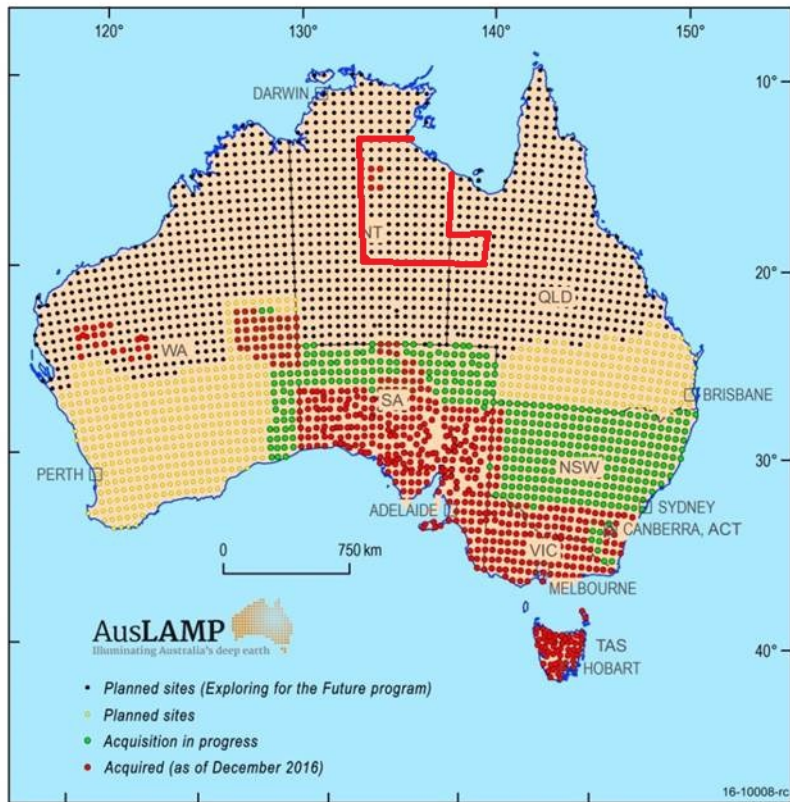 120°
130°
140°
150°
DARWIN
10°
NT
20°
QLD
WA
SA
BRISBANE
30°
NSW
PERTH
ADELAIDE
SYDNEY
CANBERRA, ACT
0
750 km
VIC
MELBOURNE
AusLAMP
Illuminating Australia's deep earth
TAS
40°
HOBART
Planned sites (Exploring for the Future program)
Planned sites
Acquisition in progress
Acquired (as of December 2016)
16-10008-rc